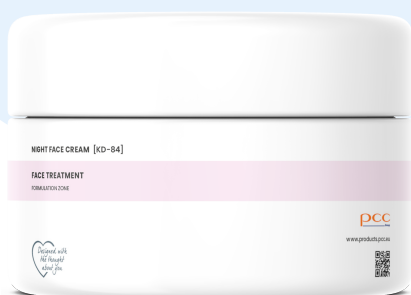 NIGHT FACE CREAM [KD-84]
FACE TREATMENT
FORMULATION ZONE
Designed with
the thought
about you
pcc
www.products.pcc.eu